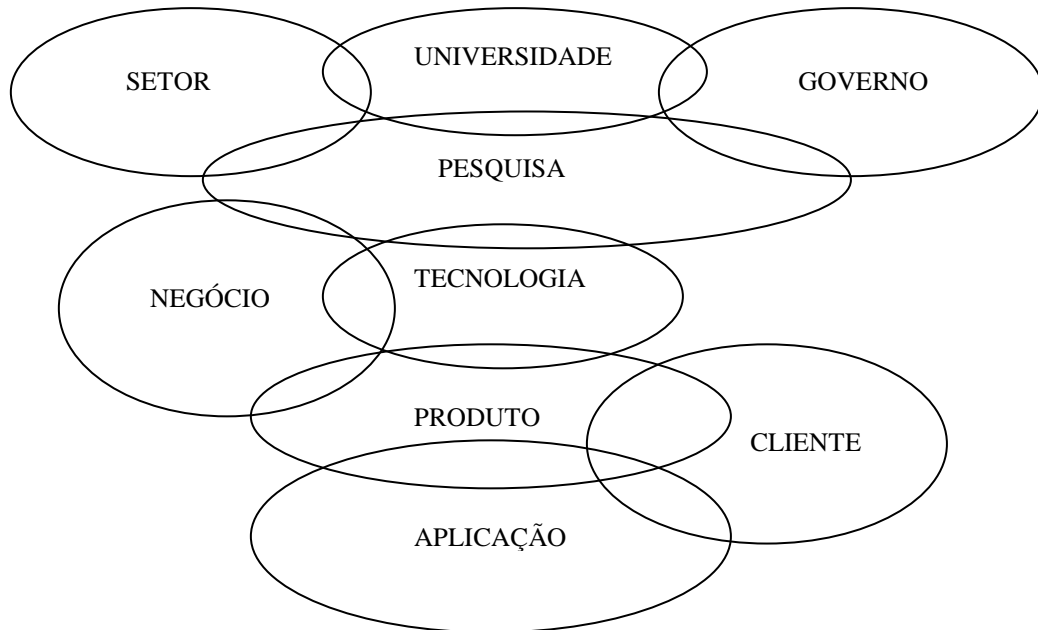 SETOR
UNIVERSIDADE
GOVERNO
PESQUISA
NEGÓCIO
TECNOLOGIA
PRODUTO
CLIENTE
APLICAÇÃO